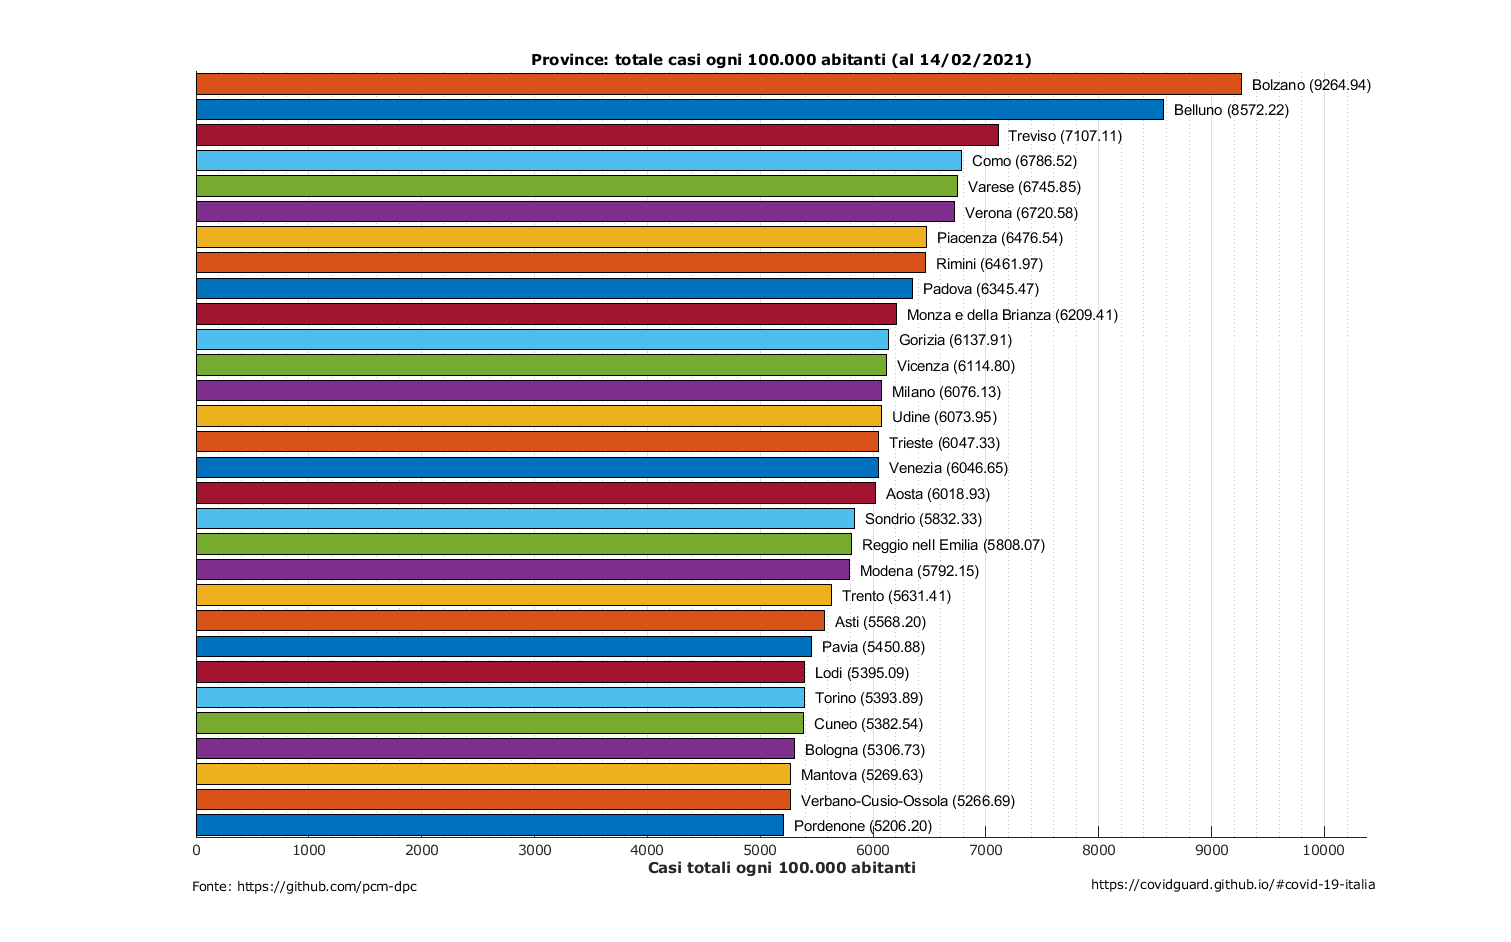 Province: totale casi ogni 100.000 abitanti (al 14/02/2021)
Bolzano (9264.94)
Belluno (8572.22)
Treviso (7107.11)
Como (6786.52)
Varese (6745.85)
Verona (6720.58)
Piacenza (6476.54)
Rimini (6461.97)
Padova (6345.47)
Monza e della Brianza (6209.41)
Gorizia (6137.91)
Vicenza (6114.80)
Milano (6076.13)
Udine (6073.95)
Trieste (6047.33)
Venezia (6046.65)
Aosta (6018.93)
Sondrio (5832.33)
Reggio nell Emilia (5808.07)
Modena (5792.15)
Trento (5631.41)
Asti (5568.20)
Pavia (5450.88)
Lodi (5395.09)
Torino (5393.89)
Cuneo (5382.54)
Bologna (5306.73)
Mantova (5269.63)
Verbano-Cusio-Ossola (5266.69)
Pordenone (5206.20)
0 1000 2000 3000 4000 5000 6000 7000 8000 9000 10000
Casi totali ogni 100.000 abitanti
Fonte: https://github.com/pcm-dpc
https://covidguard.github.io/#covid-19-italia